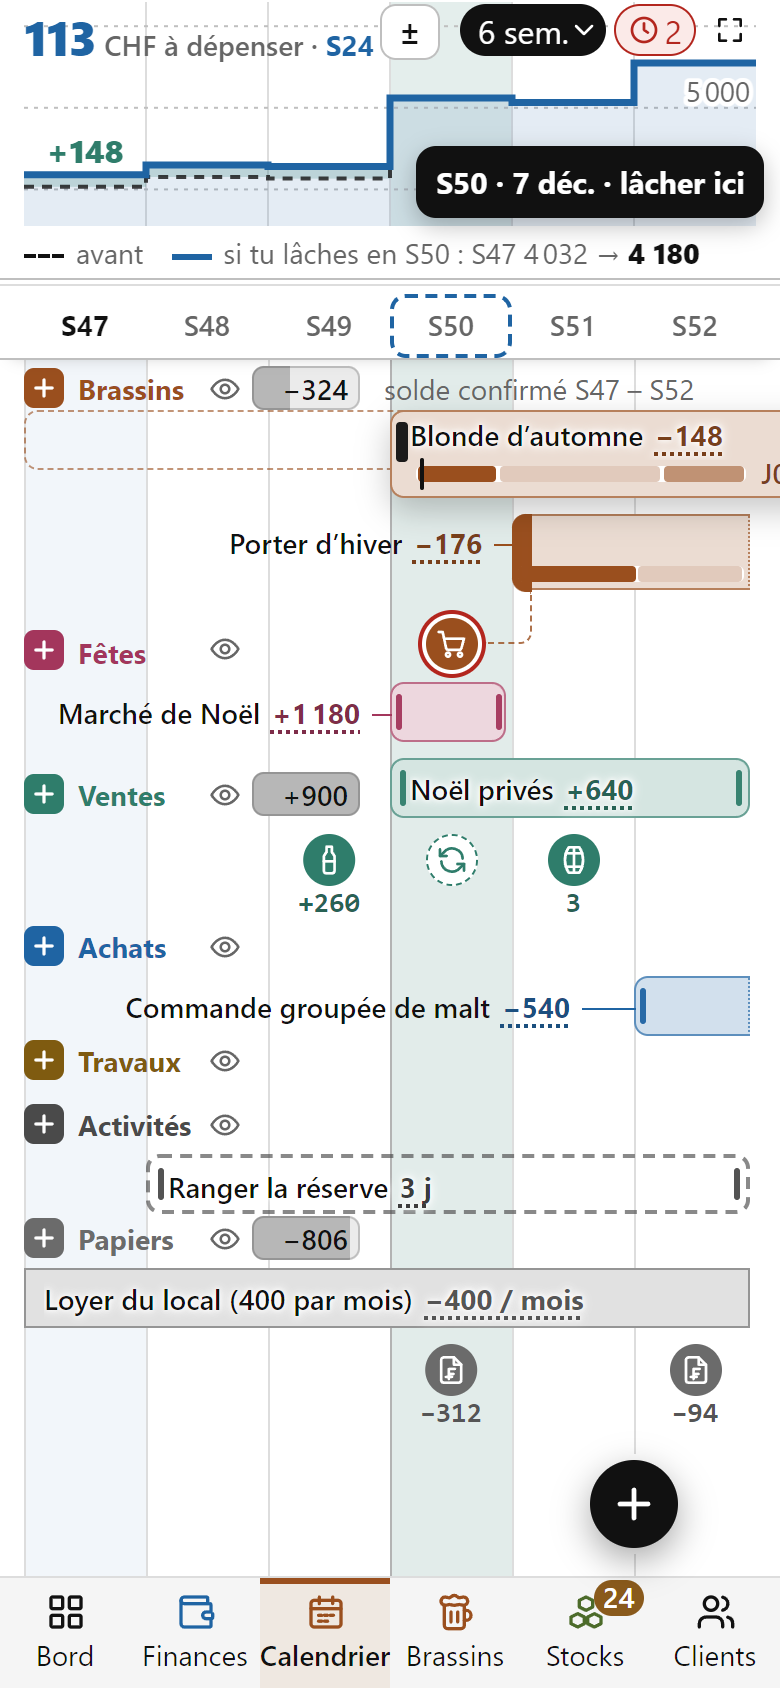 113 CHF à dépenser · S24
±
6 sem.
2
5 000
+148
S50 · 7 déc. · lâcher ici
avant
si tu lâches en S50 : S47 4 032 → 4 180
S47 S48 S49 S50 S51 S52
Brassins
−324
solde confirmé S47 – S52
Blonde d’automne −148
Porter d’hiver −176
Fêtes
Marché de Noël +1 180
Ventes
+900
Noël privés +640
+260
3
Achats
Commande groupée de malt −540
Travaux
Activités
Ranger la réserve 3 j
Papiers
−806
Loyer du local (400 par mois) −400 / mois
−312
−94
24
Bord Finances Calendrier Brassins Stocks Clients